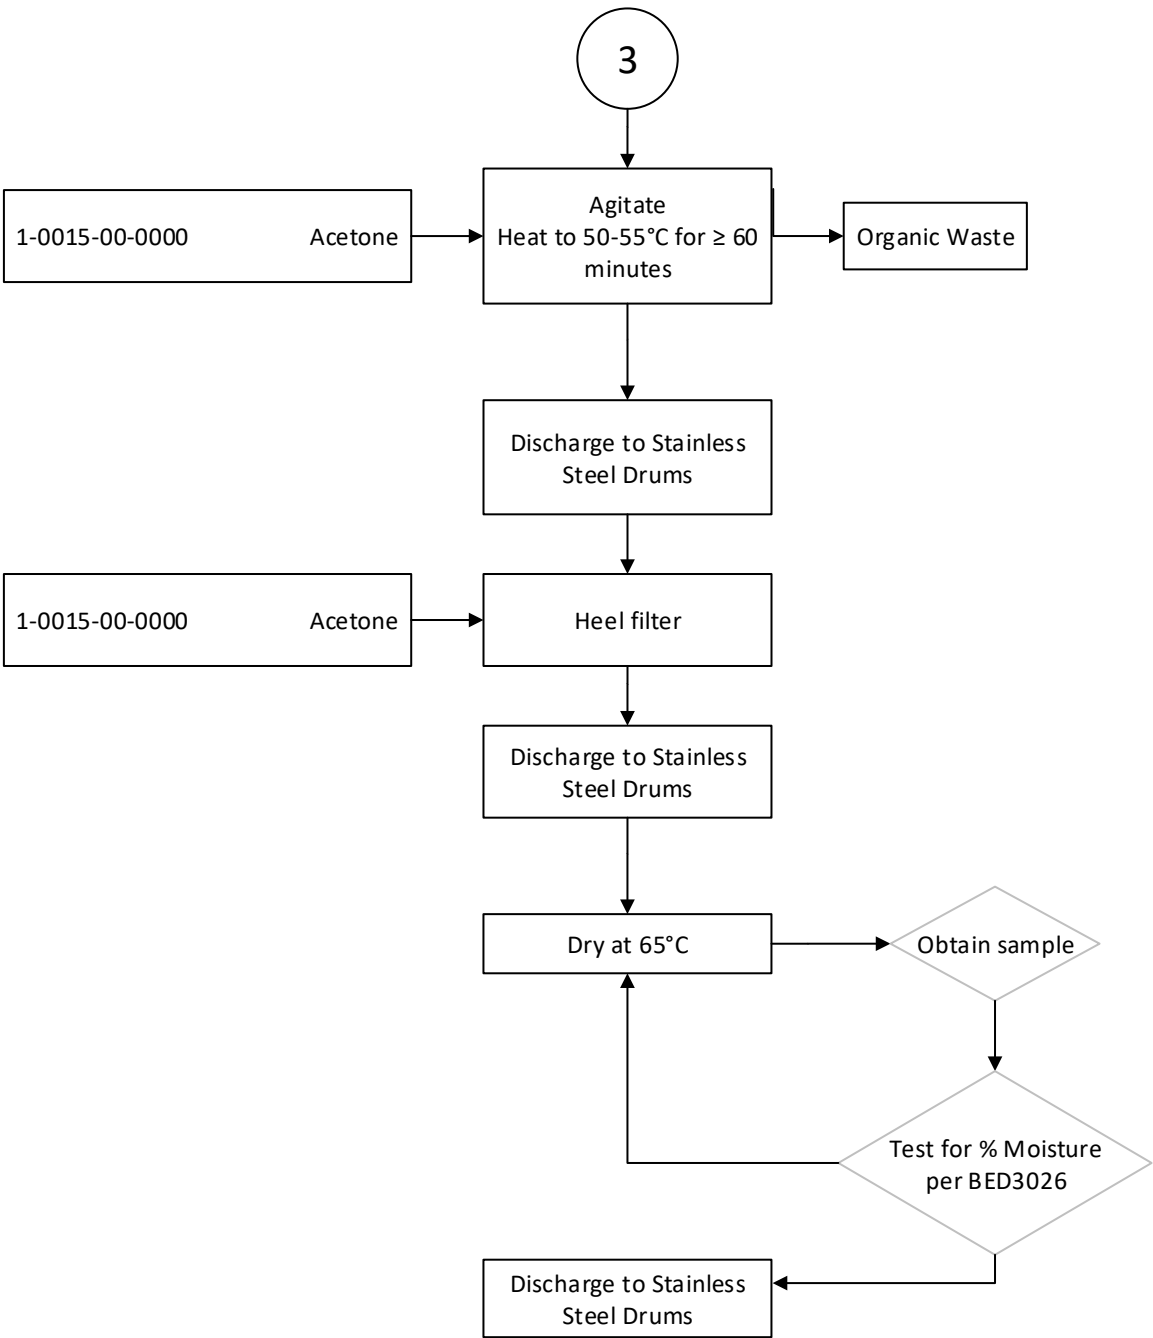 3
Agitate
1-0015-00-0000 Acetone
Heat to 50-55°C for ≥ 60
minutes
Organic Waste
Discharge to Stainless
Steel Drums
1-0015-00-0000 Acetone
Heel filter
Discharge to Stainless
Steel Drums
Dry at 65°C
Obtain sample
Test for % Moisture
per BED3026
Discharge to Stainless
Steel Drums